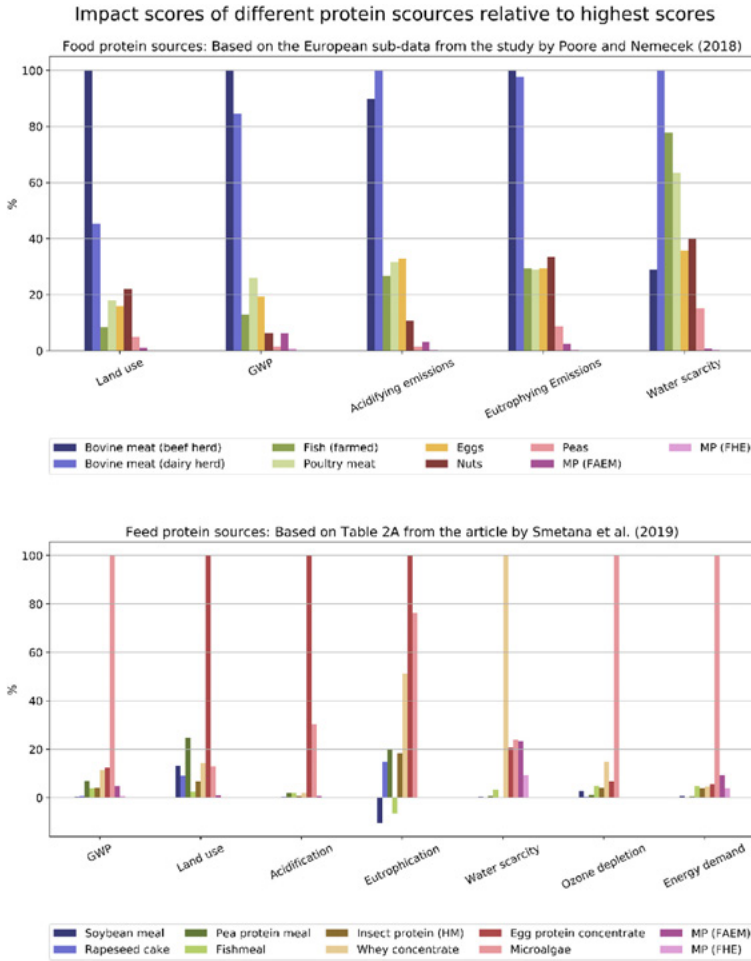 Impact scores of different protein scources relative to highest scores
Food protein sources: Based on the European sub-data from the study by Poore and Nemecek (2018)
100
80
60
40
20
0
%
Land use
GWP
Acidifying emissions
Eutrophying Emissions
Water scarcity
Bovine meat (beef herd)
Fish (farmed)
Eggs
Peas
MP (FHE)
Bovine meat (dairy herd)
Poultry meat
Nuts
MP (FAEM)
Feed protein sources: Based on Table 2A from the article by Smetana et al. (2019)
100
80
60
40
20
0
%
GWP
Land use
Acidification
Eutrophication
Water scarcity
Ozone depletion
Energy demand
Soybean meal
Pea protein meal
Insect protein (HM)
Egg protein concentrate
MP (FAEM)
Rapeseed cake
Fishmeal
Whey concentrate
Microalgae
MP (FHE)